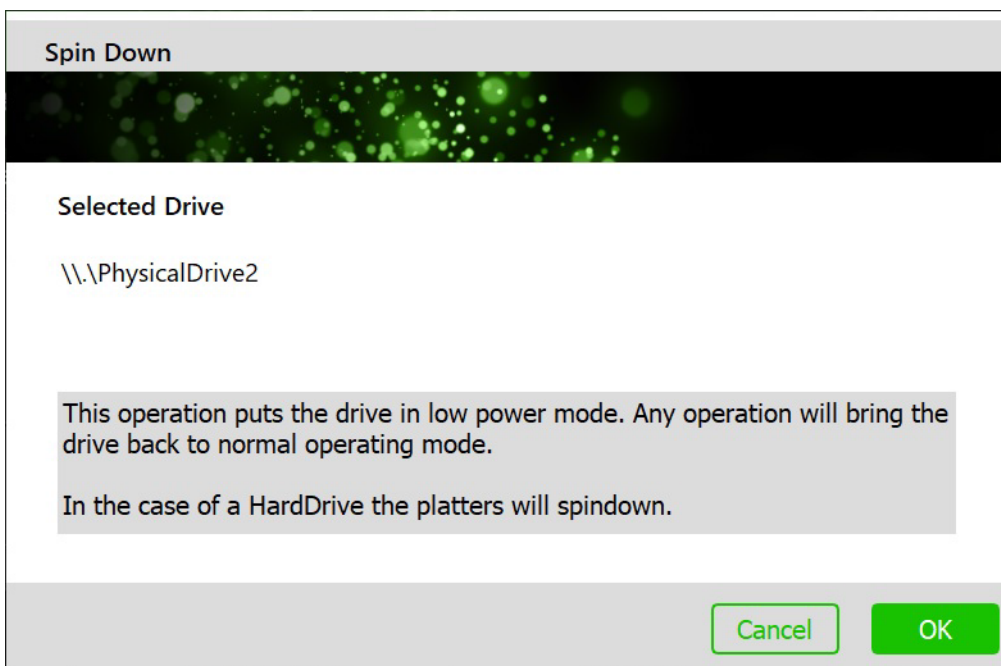 Spin Down
Selected Drive
\\.\PhysicalDrive2
This operation puts the drive in low power mode. Any operation will bring the
drive back to normal operating mode.
In the case of a HardDrive the platters will spindown.
Cancel
OK